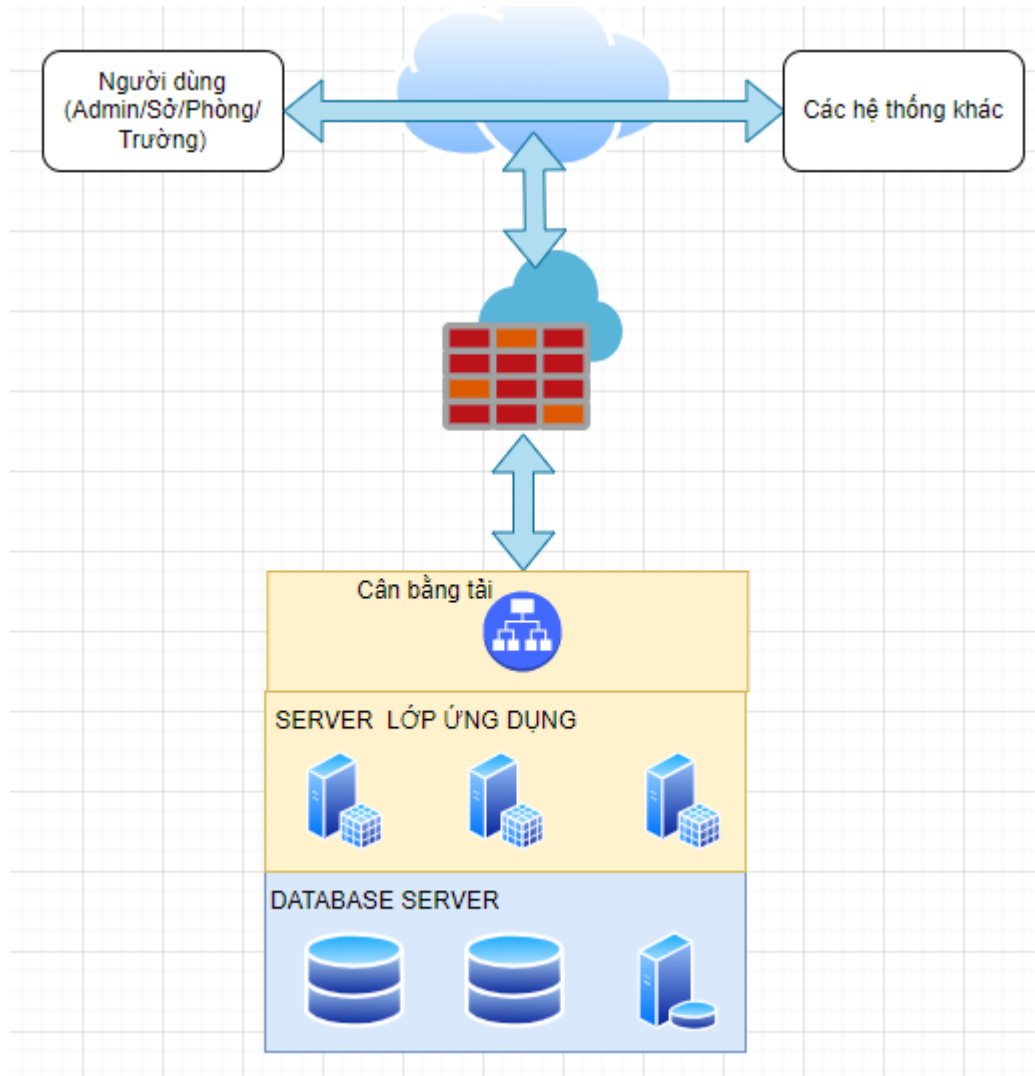 Người dùng
(Admin/Sở/Phòng/
Trường)
Các hệ thống khác
Cân bằng tải
SERVER LỚP ỨNG DỤNG
DATABASE SERVER